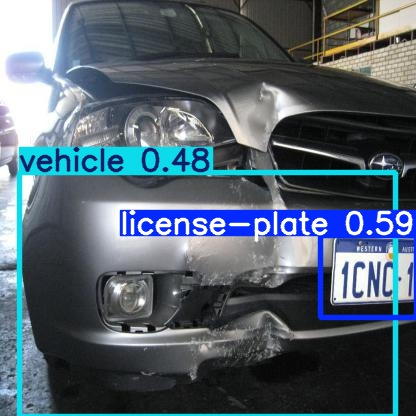 vehicle 0.48
license-plate 0.59
WESTERN AUST
1CNC-1